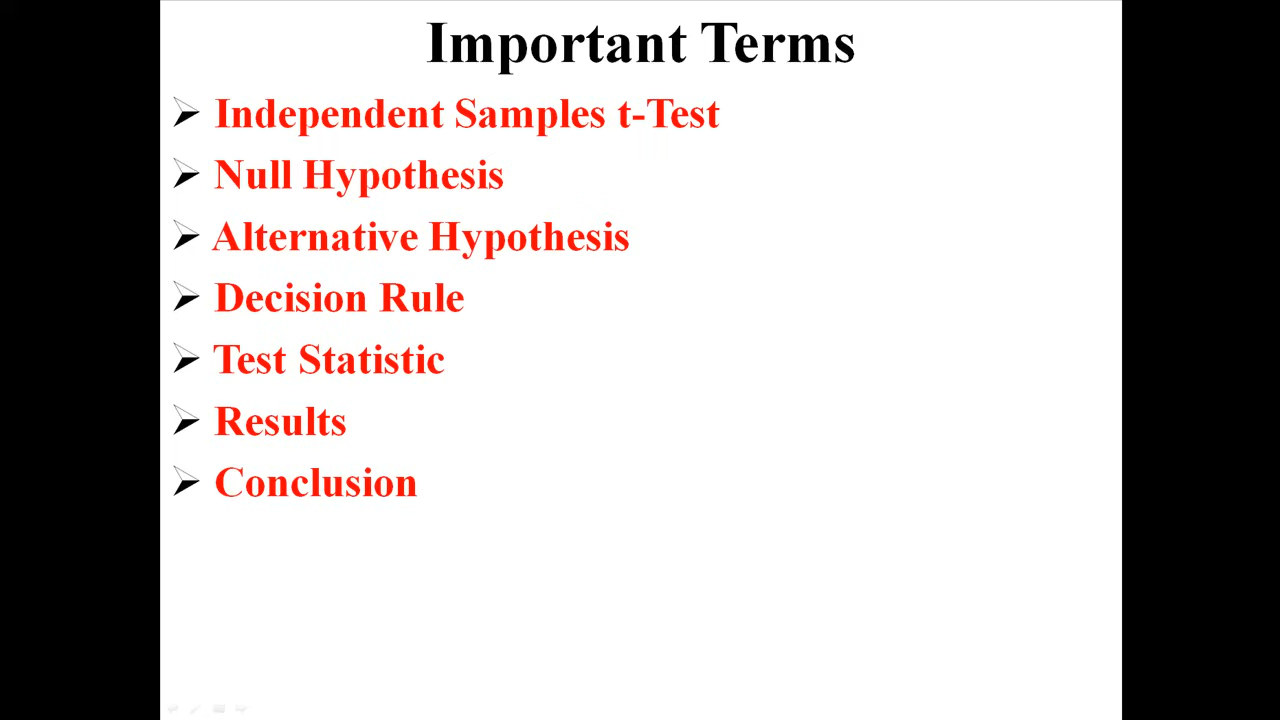 Important Terms
Independent Samples t-Test
Null Hypothesis
Alternative Hypothesis
Decision Rule
Test Statistic
Results
Conclusion